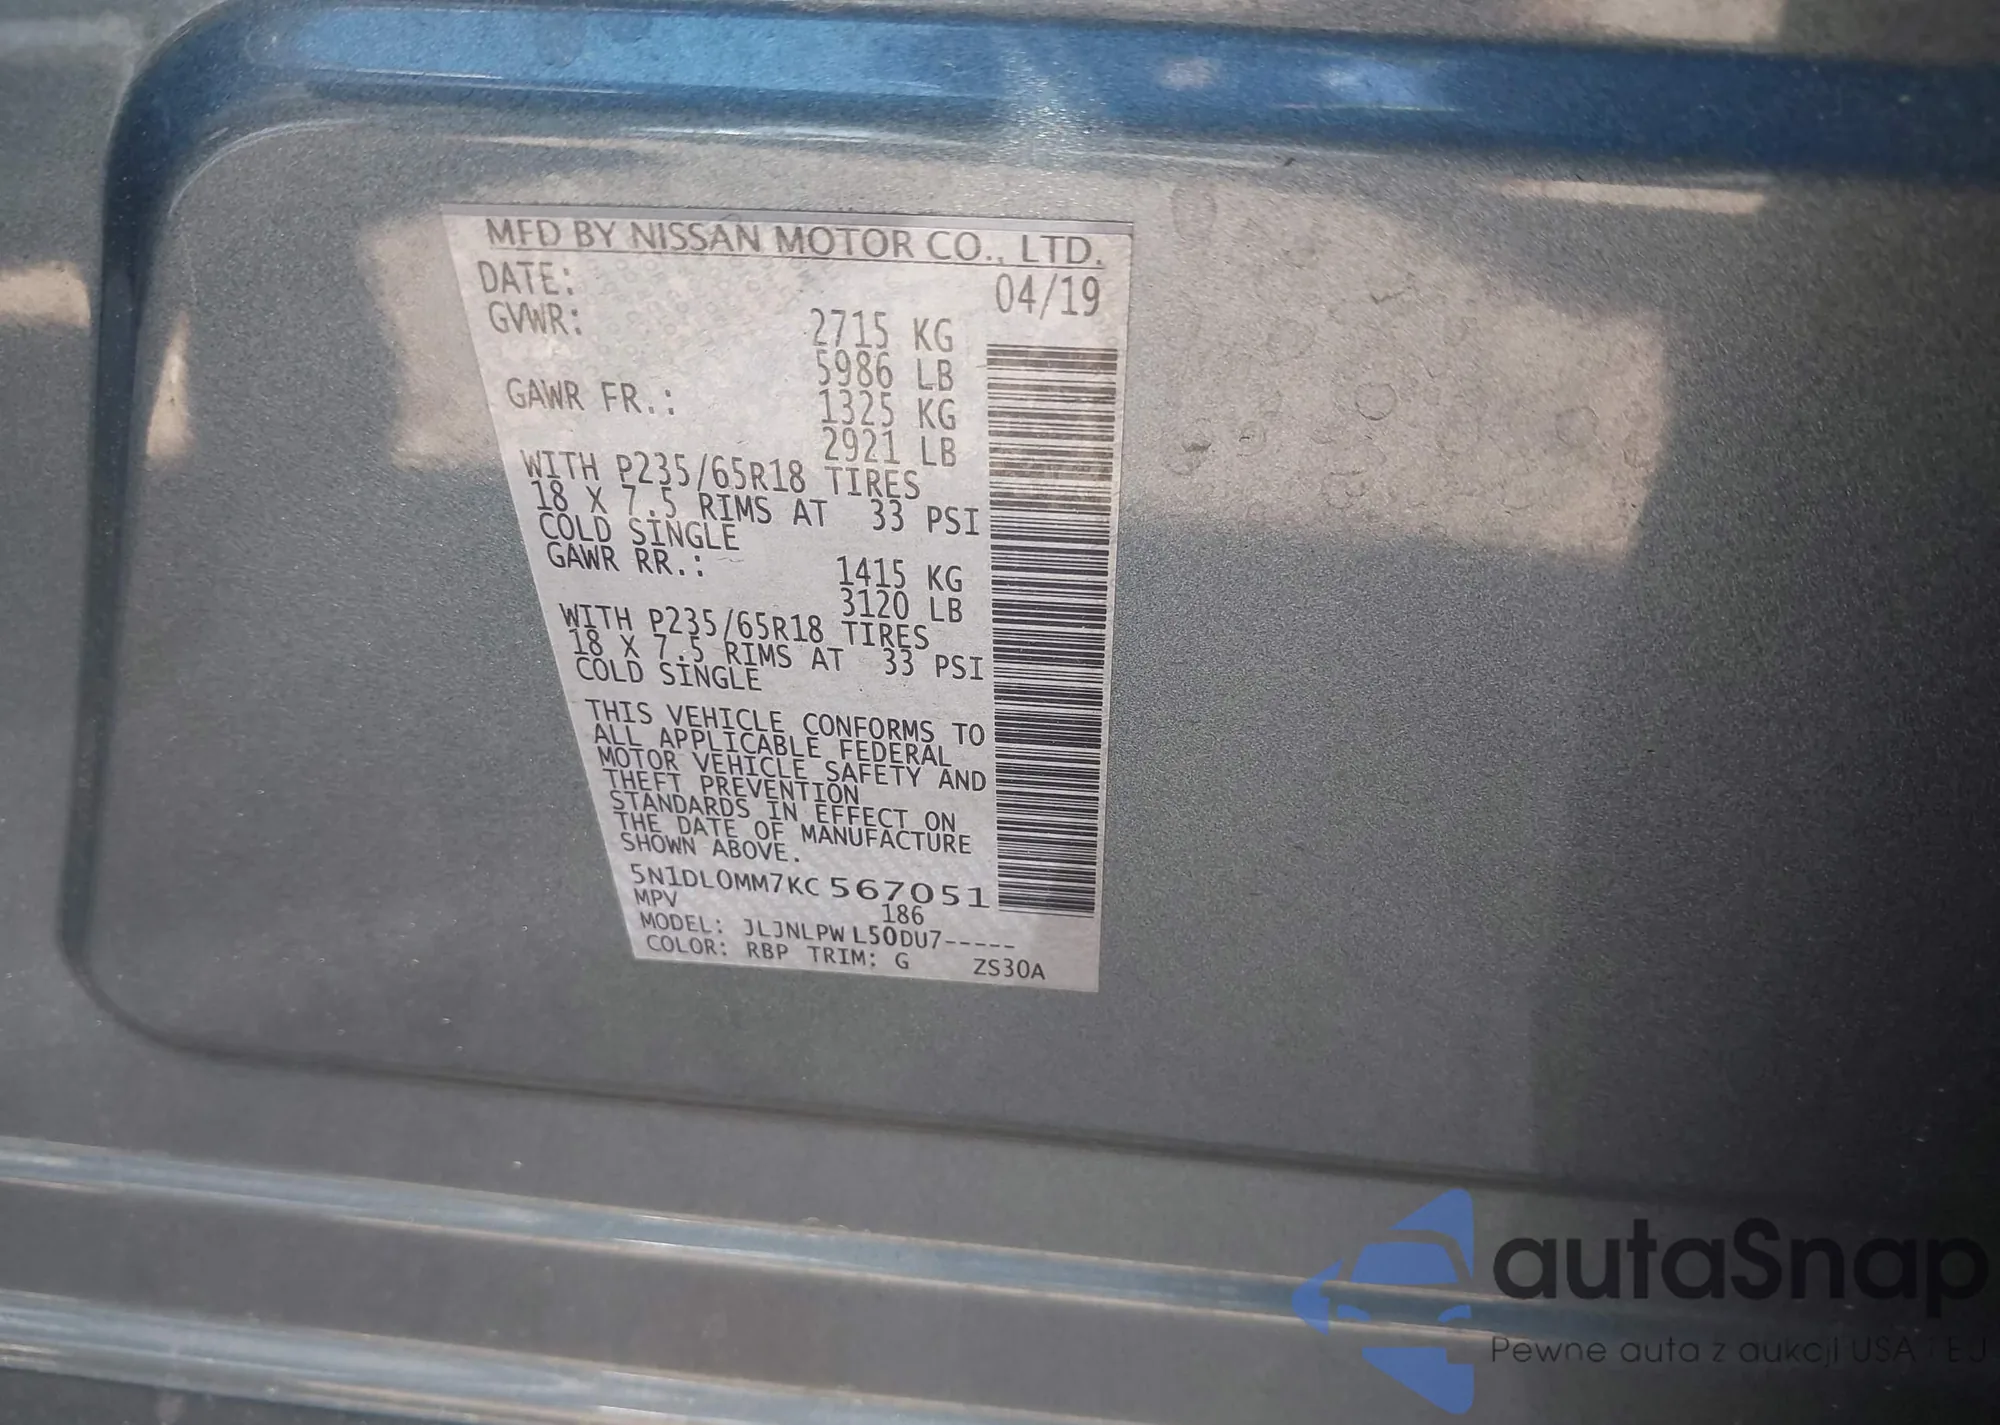 MFD BY NISSAN MOTOR CO., LTD.
DATE: 04/19
GVWR: 2715 KG
5986 LB
GAWR FR.: 1325 KG
2921 LB
WITH P235/65R18 TIRES
18 X 7.5 RIMS AT 33 PSI
COLD SINGLE
GAWR RR.: 1415 KG
3120 LB
WITH P235/65R18 TIRES
18 X 7.5 RIMS AT 33 PSI
COLD SINGLE
THIS VEHICLE CONFORMS TO
ALL APPLICABLE FEDERAL
MOTOR VEHICLE SAFETY AND
THEFT PREVENTION
STANDARDS IN EFFECT ON
THE DATE OF MANUFACTURE
SHOWN ABOVE.
5N1DL0MM7KC 567051
MPV 186
MODEL: JLJNLPW L50DU7-----
COLOR: RBP TRIM: G ZS30A
autaSnap
Pewne auta z aukcji USA i EU